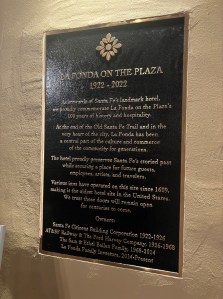 LA FONDA ON THE PLAZA
1922 - 2022
As stewards of Santa Fe's landmark hotel,
we proudly commemorate La Fonda on the Plaza's
100 years of history and hospitality.
At the end of the Old Santa Fe Trail and in the
very heart of the city, La Fonda has been
a central part of the culture and commerce
of the community for generations.
The hotel proudly preserves Santa Fe's storied past
while securing a place for future guests,
employees, artists, and travelers.
Various inns have operated on this site since 1609,
making it the oldest hotel site in the United States.
We trust these doors will remain open
for centuries to come.
Owners:
Santa Fe Citizens Building Corporation 1922-1926
AT&SF Railway & The Fred Harvey Company, 1926-1968
The Sam & Ethel Ballen Family, 1968-2014
La Fonda Family Investors, 2014-Present